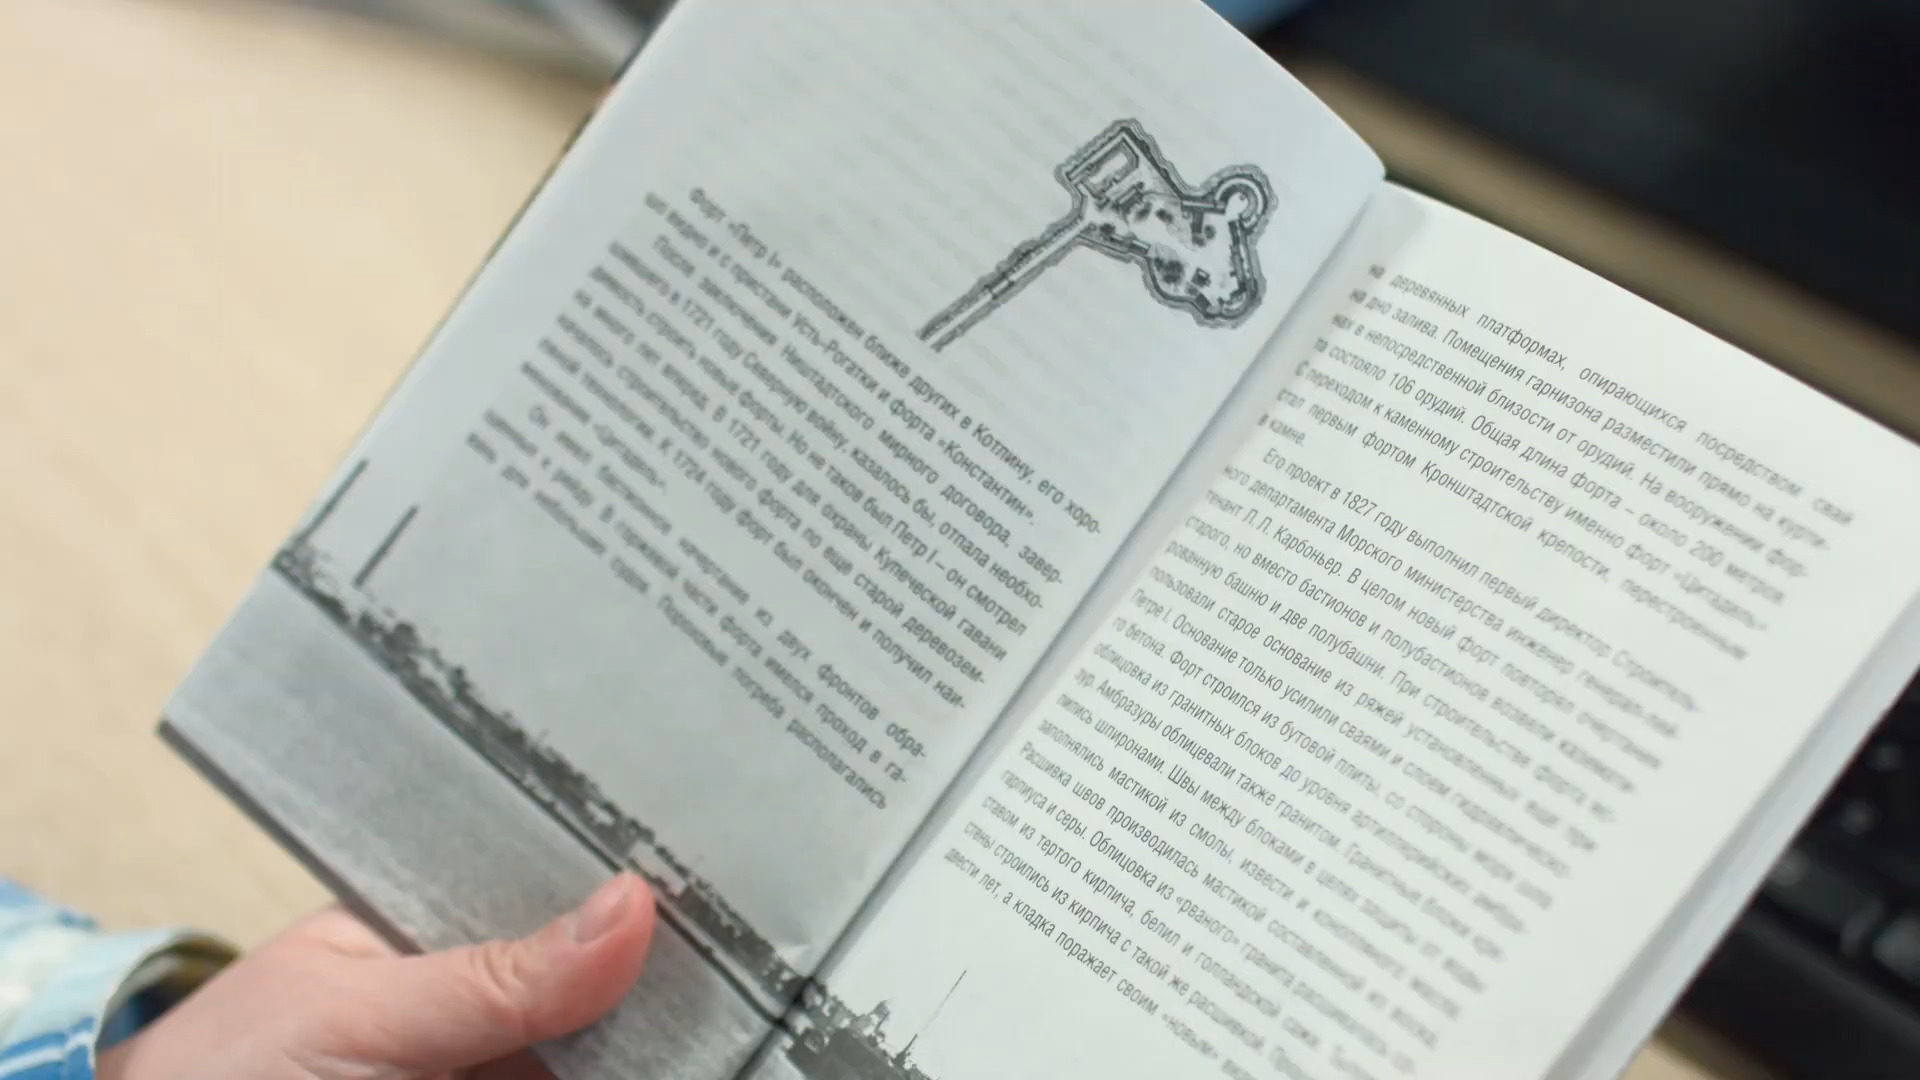 Форт «Петр I» расположен ближе других в Котлину, его хоро-
шо видно и с пристани Усть-Рогатки и форта «Константин».
После заключения Ништадтского мирного договора, завер-
шившего в 1721 году Северную войну, казалось бы, отпала необхо-
димость строить новые форты. Но не таков был Петр I – он смотрел
на много лет вперед. В 1721 году для охраны Купеческой гавани
началось строительство нового форта по еще старой деревозем-
ляной технологии. К 1724 году форт был окончен и получил наи-
менование «Цитадель».
Он имел бастионное начертание из двух фронтов обра-
щенных к рейду. В горжевой части форта имелся проход в га-
вань для небольших судов. Пороховые погреба располагались
на деревянных платформах, опирающихся посредством свай
на дно залива. Помещения гарнизона разместили прямо на курти-
нах в непосредственной близости от орудий. На вооружении фор-
та состояло 106 орудий. Общая длина форта – около 200 метров.
С переходом к каменному строительству именно форт «Цитадель»
стал первым фортом Кронштадтской крепости, перестроенным
в камне.
Его проект в 1827 году выполнил первый директор Строитель-
ного департамента Морского министерства инженер генерал-лей-
тенант Л. Л. Карбоньер. В целом новый форт повторял очертания
старого, но вместо бастионов и полубастионов возвели каземати-
рованную башню и две полубашни. При строительстве форта ис-
пользовали старое основание из ряжей установленных еще при
Петре I. Основание только усилили сваями и слоем гидравлическо-
го бетона. Форт строился из бутовой плиты, со стороны моря шла
облицовка из гранитных блоков до уровня артиллерийских амбра-
зур. Амбразуры облицевали также гранитом. Гранитные блоки кре-
пились шпиронами. Швы между блоками в целях защиты от воды
заполнялись мастикой из смолы, извести и конопляного масла.
Расшивка швов производилась мастикой составленной из воска,
гарпиуса и серы. Облицовка из «рваного» гранита расшивалась со-
ставом из тертого кирпича, белил и голландской сажи.
стены строились из кирпича с такой же расшивкой.
двести лет, а кладка поражает своим «новым»